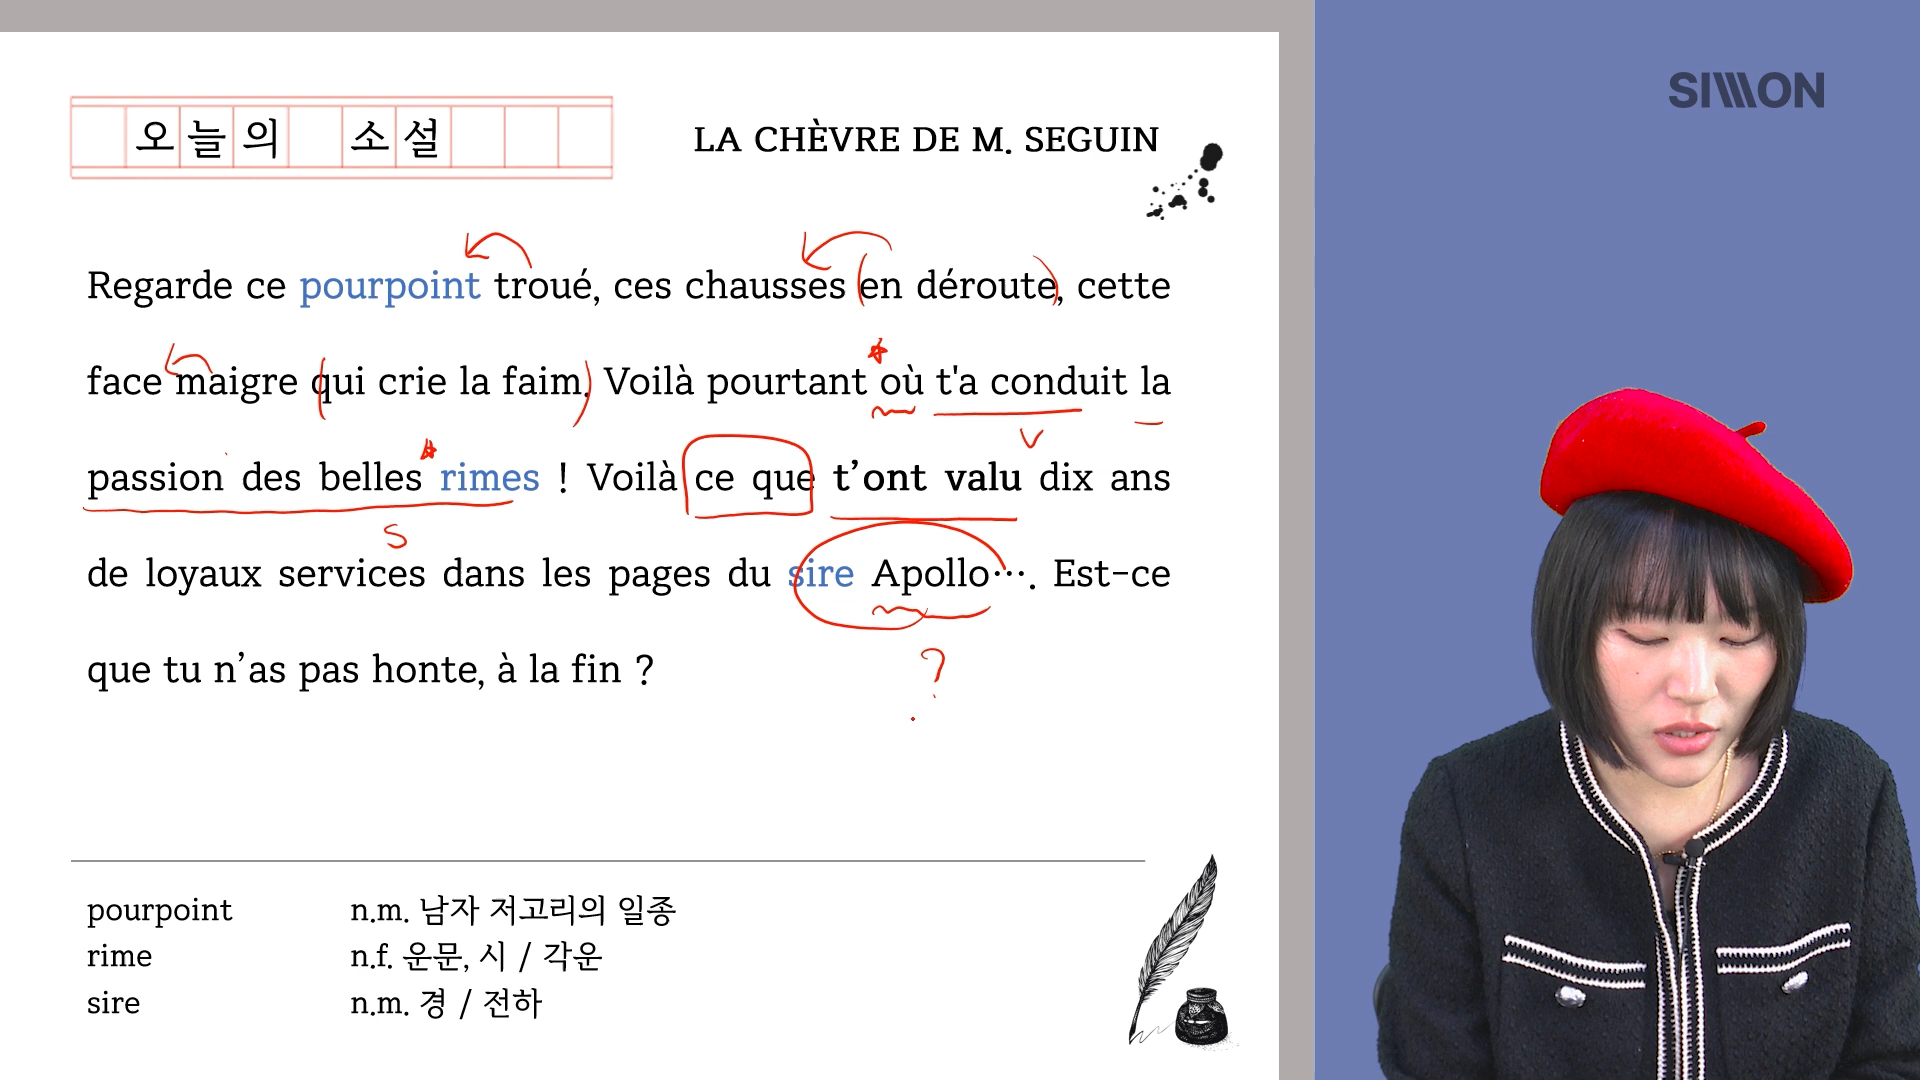 SIMON
오늘의 소설
LA CHÈVRE DE M. SEGUIN
Regarde ce pourpoint troué, ces chausses en déroute, cette
face maigre qui crie la faim. Voilà pourtant où t'a conduit la
passion des belles rimes ! Voilà ce que t’ont valu dix ans
de loyaux services dans les pages du sire Apollo…. Est-ce
que tu n’as pas honte, à la fin ?
V
S
?
pourpoint n.m. 남자 저고리의 일종
rime n.f. 운문, 시 / 각운
sire n.m. 경 / 전하